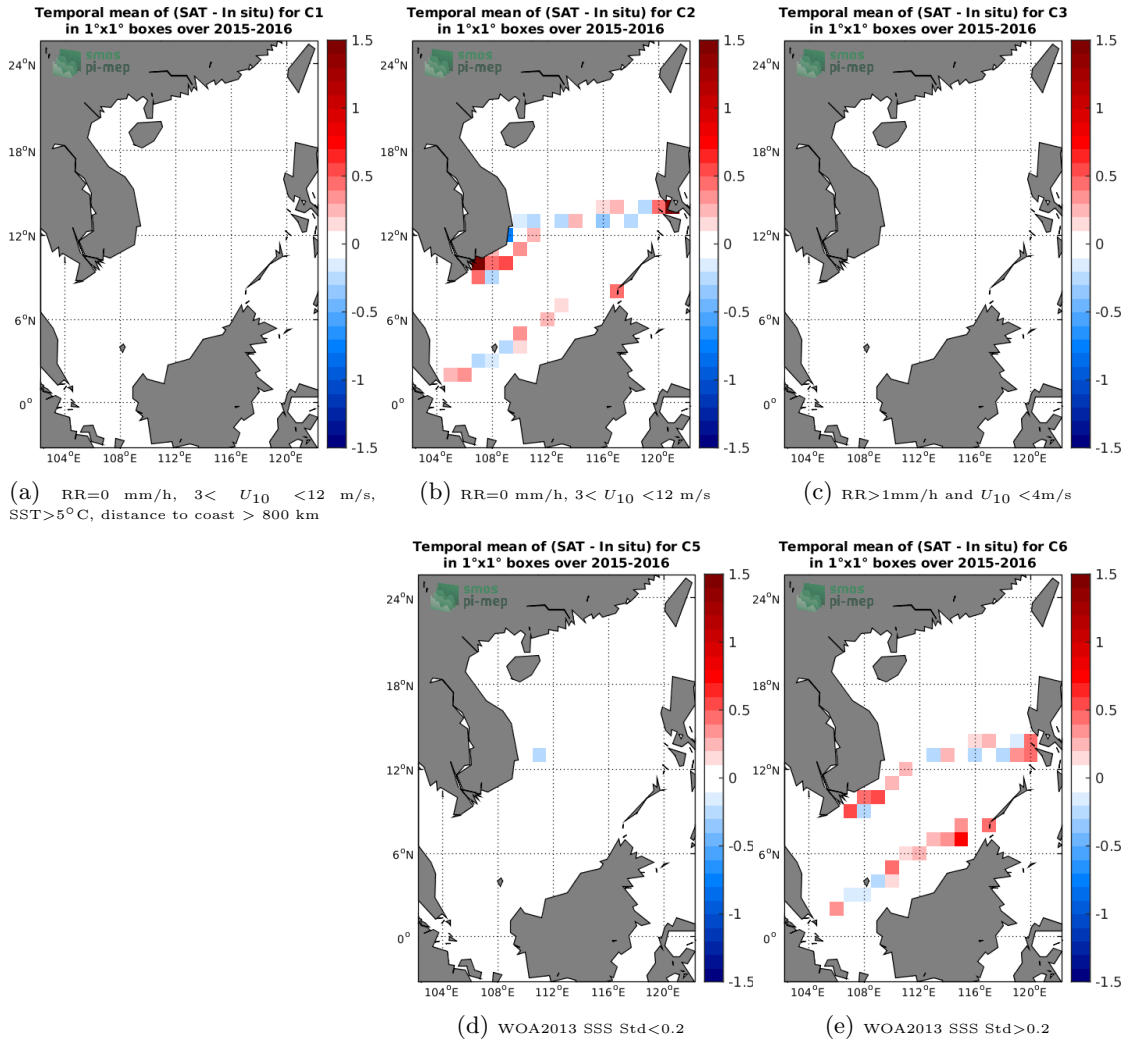 Temporal mean of (SAT - In situ) for C1
in 1°x1° boxes over 2015-2016
Temporal mean of (SAT - In situ) for C2
in 1°x1° boxes over 2015-2016
Temporal mean of (SAT - In situ) for C3
in 1°x1° boxes over 2015-2016
smos
pi-mep
24°N
18°N
12°N
6°N
0°
104°E
108°E
112°E
116°E
120°E
1.5
1
0.5
0
-0.5
-1
-1.5
smos
pi-mep
24°N
18°N
12°N
6°N
0°
104°E
108°E
112°E
116°E
120°E
1.5
1
0.5
0
-0.5
-1
-1.5
smos
pi-mep
24°N
18°N
12°N
6°N
0°
104°E
108°E
112°E
116°E
120°E
1.5
1
0.5
0
-0.5
-1
-1.5
(a) RR=0 mm/h, 3< U10 <12 m/s,
SST>5°C, distance to coast > 800 km
(b) RR=0 mm/h, 3< U10 <12 m/s
(c) RR>1mm/h and U10 <4m/s
Temporal mean of (SAT - In situ) for C5
in 1°x1° boxes over 2015-2016
Temporal mean of (SAT - In situ) for C6
in 1°x1° boxes over 2015-2016
smos
pi-mep
24°N
18°N
12°N
6°N
0°
104°E
108°E
112°E
116°E
120°E
1.5
1
0.5
0
-0.5
-1
-1.5
smos
pi-mep
24°N
18°N
12°N
6°N
0°
104°E
108°E
112°E
116°E
120°E
1.5
1
0.5
0
-0.5
-1
-1.5
(d) WOA2013 SSS Std<0.2
(e) WOA2013 SSS Std>0.2